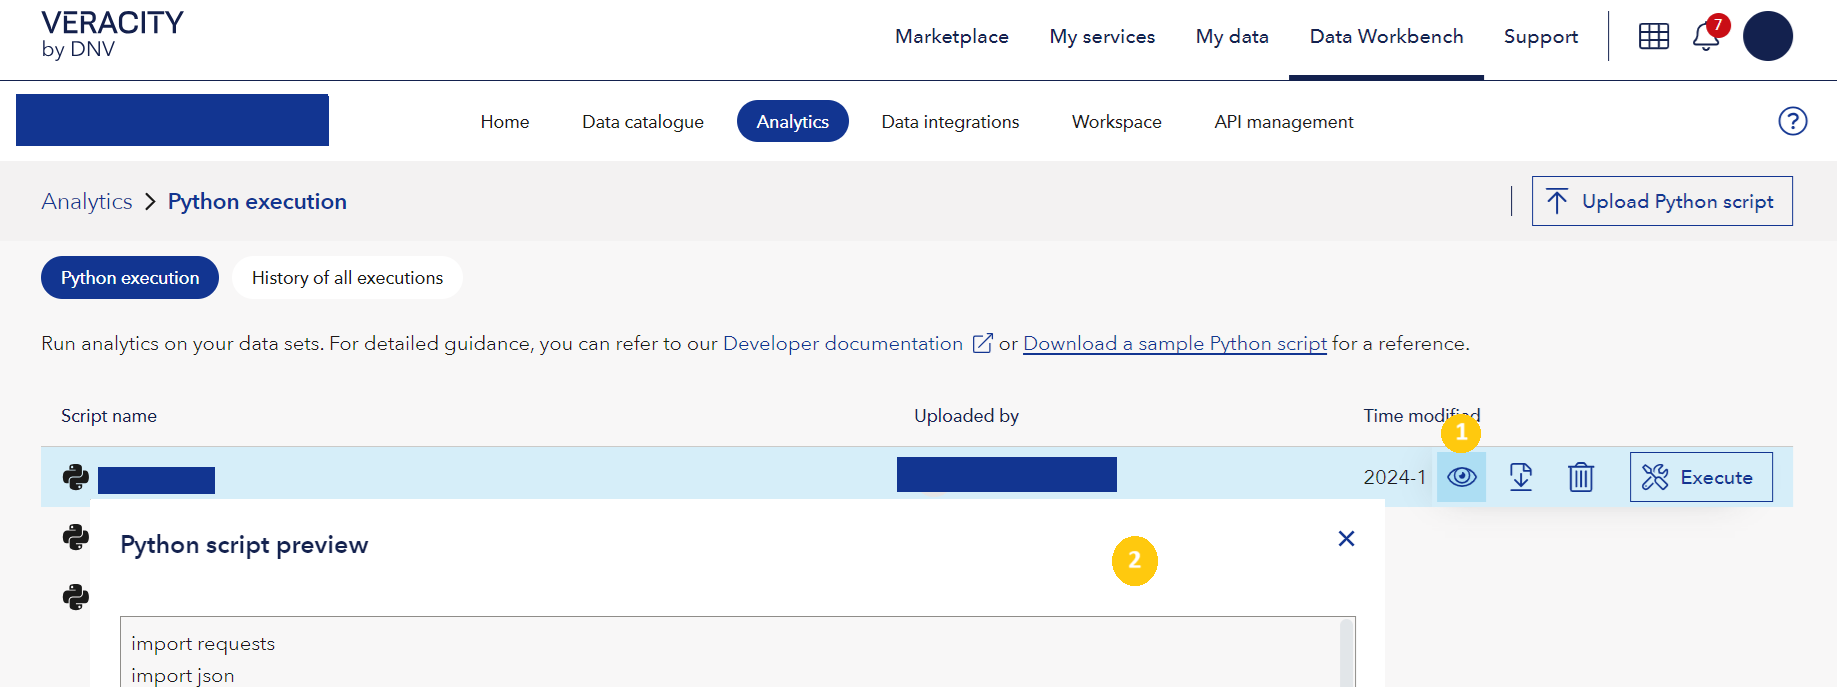 VERACITY
by DNV
Marketplace My services My data Data Workbench Support 7
Home Data catalogue Analytics Data integrations Workspace API management ?
Analytics > Python execution Upload Python script
Python execution History of all executions
Run analytics on your data sets. For detailed guidance, you can refer to our Developer documentation or Download a sample Python script for a reference.
Script name Uploaded by Time modified
1
2024-1 Execute
Python script preview
2
import requests
import json